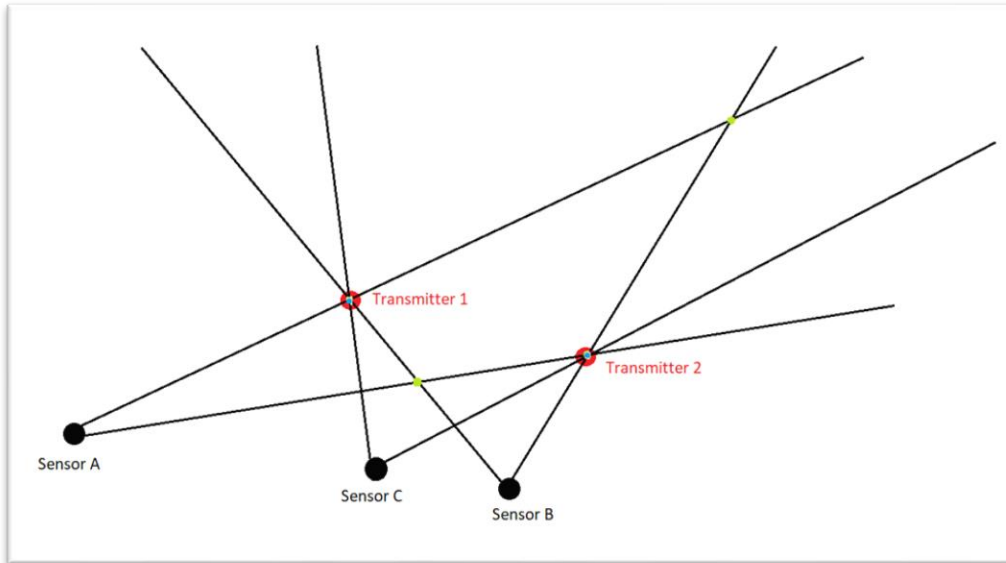 Transmitter 1
Transmitter 2
Sensor A
Sensor C
Sensor B